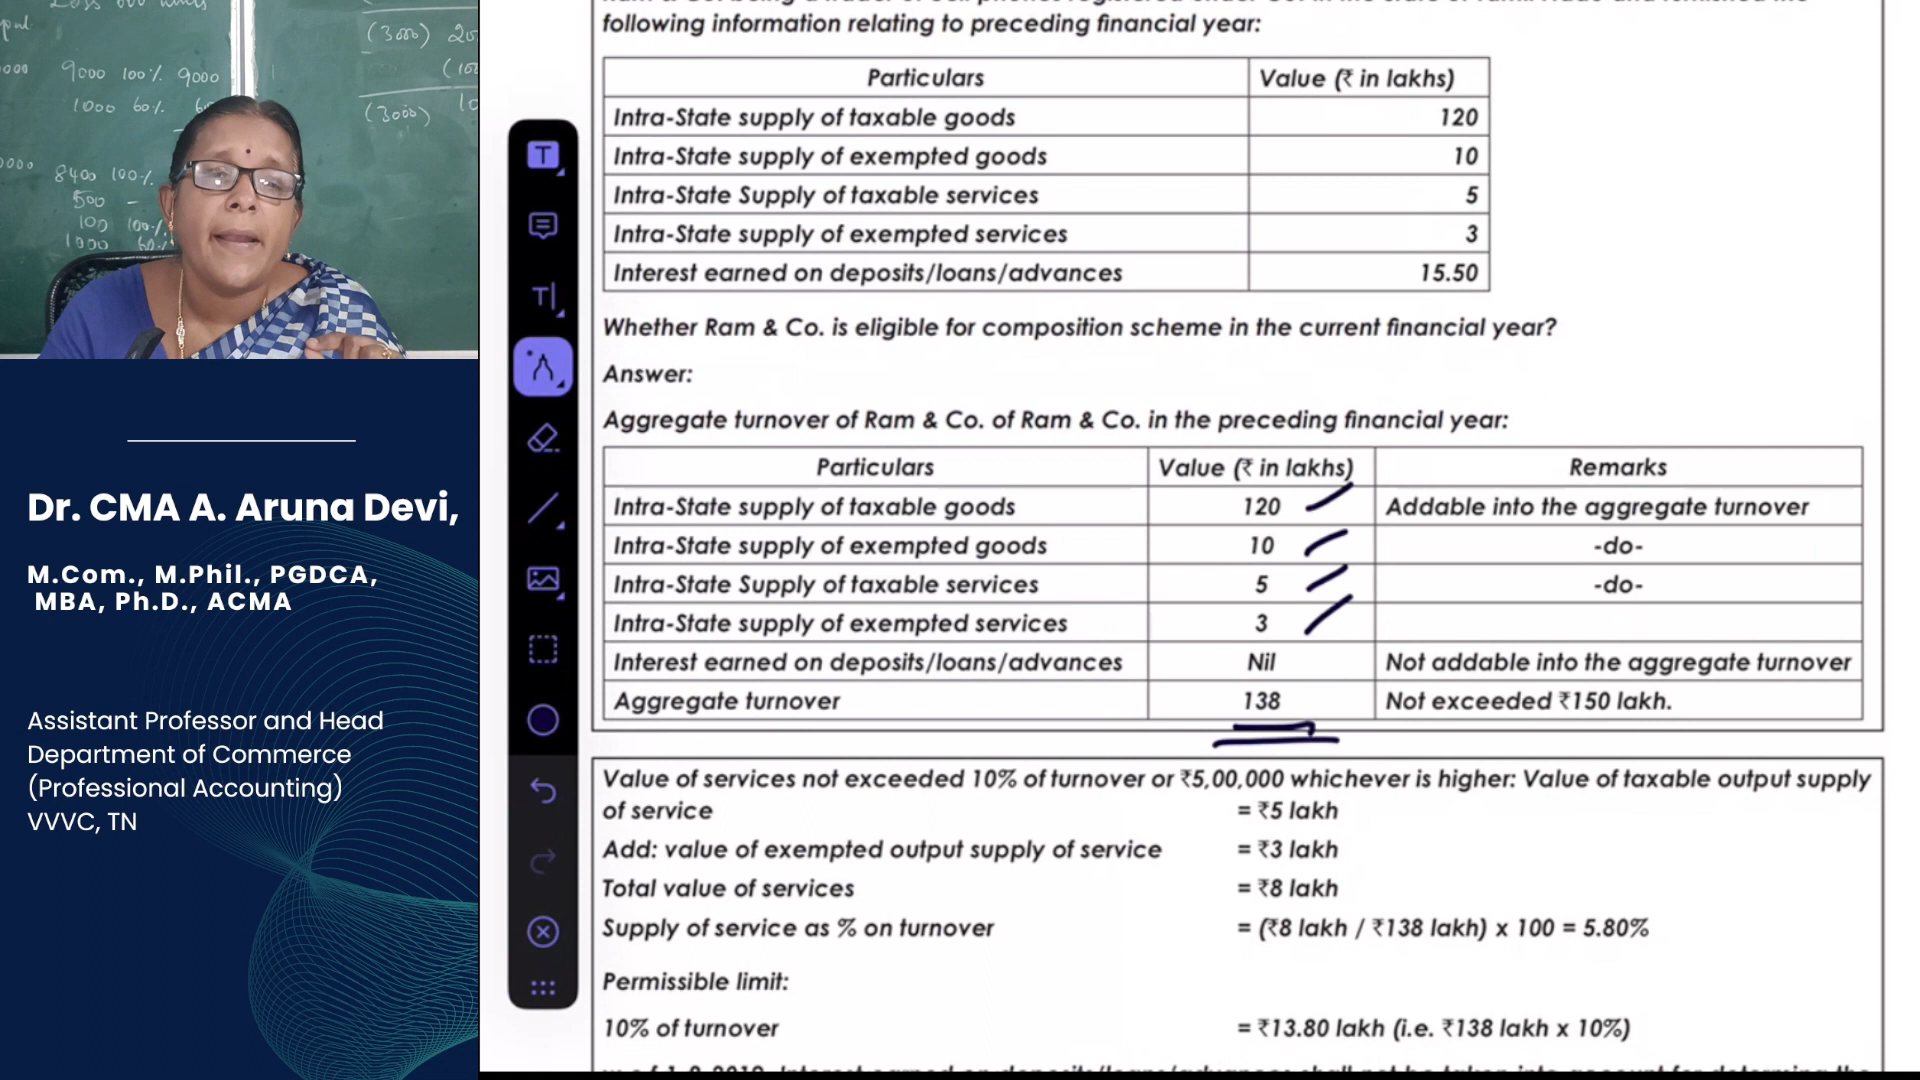 9000 100% 9000
1000 60%
(3000)
(3000)
8400 100%
500 -
100 100%
1000 60%
Dr. CMA A. Aruna Devi,
M.Com., M.Phil., PGDCA,
MBA, Ph.D., ACMA
Assistant Professor and Head
Department of Commerce
(Professional Accounting)
VVVC, TN
following information relating to preceding financial year:
Particulars Value (₹ in lakhs)
Intra-State supply of taxable goods 120
Intra-State supply of exempted goods 10
Intra-State Supply of taxable services 5
Intra-State supply of exempted services 3
Interest earned on deposits/loans/advances 15.50
Whether Ram & Co. is eligible for composition scheme in the current financial year?
Answer:
Aggregate turnover of Ram & Co. of Ram & Co. in the preceding financial year:
Particulars Value (₹ in lakhs) Remarks
Intra-State supply of taxable goods 120 Addable into the aggregate turnover
Intra-State supply of exempted goods 10 -do-
Intra-State Supply of taxable services 5 -do-
Intra-State supply of exempted services 3
Interest earned on deposits/loans/advances Nil Not addable into the aggregate turnover
Aggregate turnover 138 Not exceeded ₹150 lakh.
Value of services not exceeded 10% of turnover or ₹5,00,000 whichever is higher: Value of taxable output supply
of service = ₹5 lakh
Add: value of exempted output supply of service = ₹3 lakh
Total value of services = ₹8 lakh
Supply of service as % on turnover = (₹8 lakh / ₹138 lakh) x 100 = 5.80%
Permissible limit:
10% of turnover = ₹13.80 lakh (i.e. ₹138 lakh x 10%)